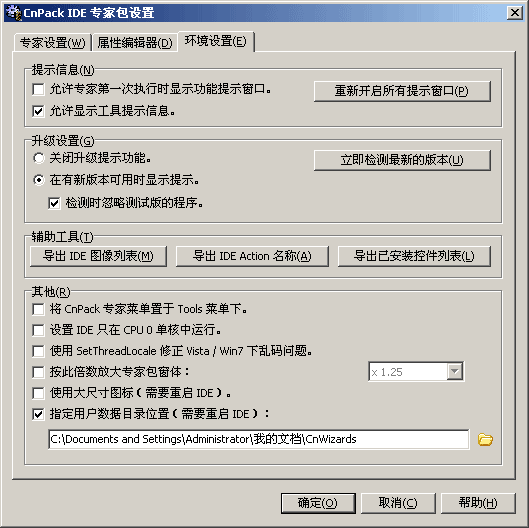 CnPack IDE 专家包设置
专家设置(W) 属性编辑器(D) 环境设置(E)
提示信息(N)
允许专家第一次执行时显示功能提示窗口。 重新开启所有提示窗口(P)
允许显示工具提示信息。
升级设置(G)
关闭升级提示功能。 立即检测最新的版本(U)
在有新版本可用时显示提示。
检测时忽略测试版的程序。
辅助工具(T)
导出 IDE 图像列表(M) 导出 IDE Action 名称(A) 导出已安装控件列表(L)
其他(R)
将 CnPack 专家菜单置于 Tools 菜单下。
设置 IDE 只在 CPU 0 单核中运行。
使用 SetThreadLocale 修正 Vista / Win7 下乱码问题。
按此倍数放大专家包窗体： x 1.25
使用大尺寸图标（需要重启 IDE）。
指定用户数据目录位置（需要重启 IDE）：
C:\Documents and Settings\Administrator\我的文档\CnWizards
确定(O) 取消(C) 帮助(H)